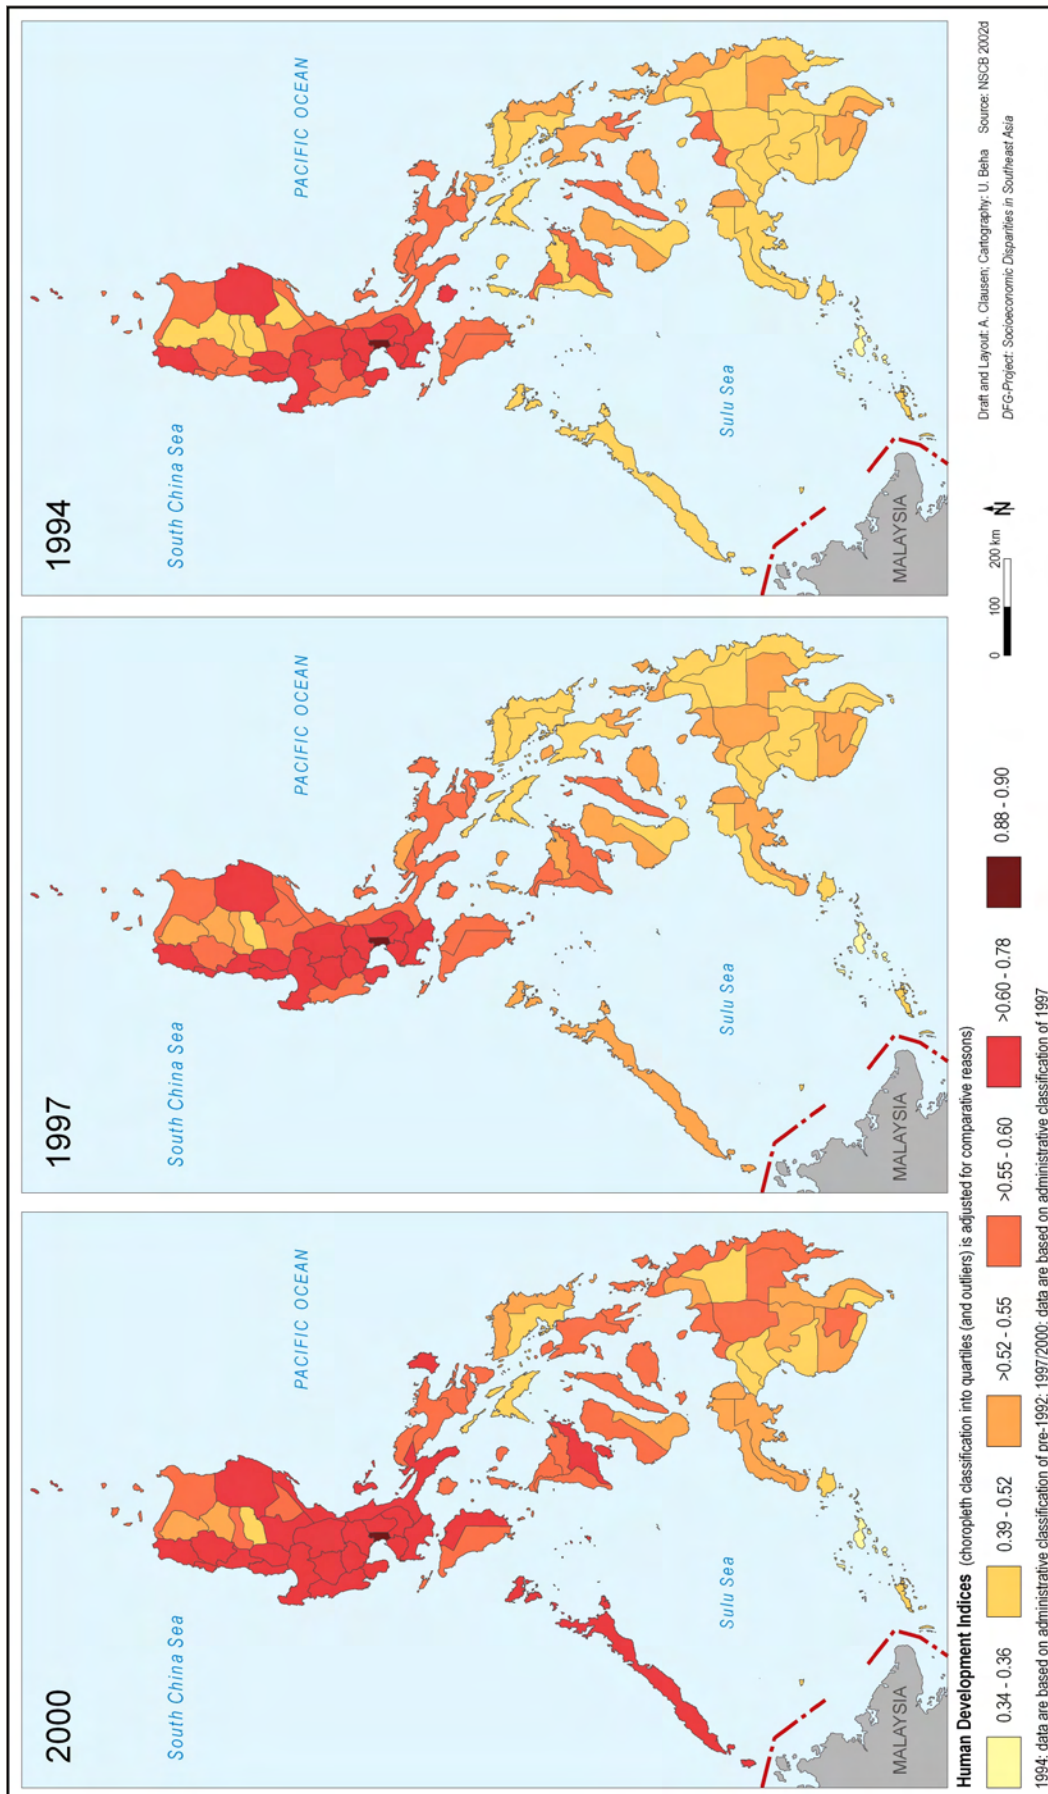 2000
South China Sea
PACIFIC OCEAN
Sulu Sea
MALAYSIA
1997
South China Sea
PACIFIC OCEAN
Sulu Sea
MALAYSIA
1994
South China Sea
PACIFIC OCEAN
Sulu Sea
MALAYSIA
Human Development Indices (choropleth classification into quartiles (and outliers) is adjusted for comparative reasons)
0.34 - 0.36
0.39 - 0.52
>0.52 - 0.55
>0.55 - 0.60
>0.60 - 0.78
0.88 - 0.90
1994: data are based on administrative classification of pre-1992; 1997/2000: data are based on administrative classification of 1997
0 100 200 km
N
Draft and Layout: A. Clausen; Cartography: U. Beha Source: NSCB 2002d
DFG-Project: Socioeconomic Disparities in Southeast Asia